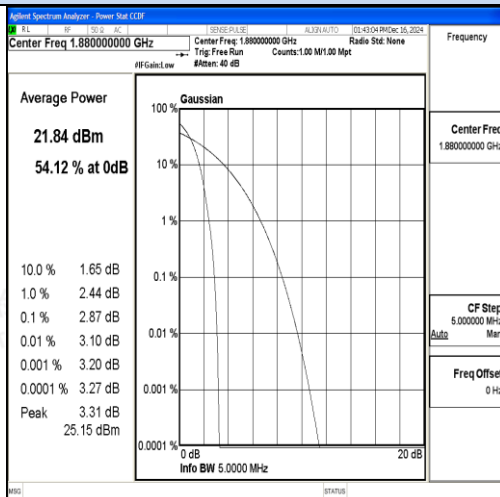 Agilent Spectrum Analyzer - Power Stat CCDF
RL RF 50 Ω AC SENSE:PULSE ALIGN AUTO 01:43:04 PM Dec 16, 2024
Center Freq 1.880000000 GHz
Center Freq: 1.880000000 GHz Radio Std: None
Trig: Free Run Counts:1.00 M/1.00 Mpt
#IFGain:Low #Atten: 40 dB
Frequency
Average Power
21.84 dBm
54.12 % at 0dB
10.0 % 1.65 dB
1.0 % 2.44 dB
0.1 % 2.87 dB
0.01 % 3.10 dB
0.001 % 3.20 dB
0.0001 % 3.27 dB
Peak 3.31 dB
25.15 dBm
Gaussian
100 %
10 %
1 %
0.1 %
0.01 %
0.001 %
0.0001 %
0 dB 20 dB
Info BW 5.0000 MHz
Center Freq
1.880000000 GHz
CF Step
5.000000 MHz
Auto Man
Freq Offset
0 Hz
MSG STATUS